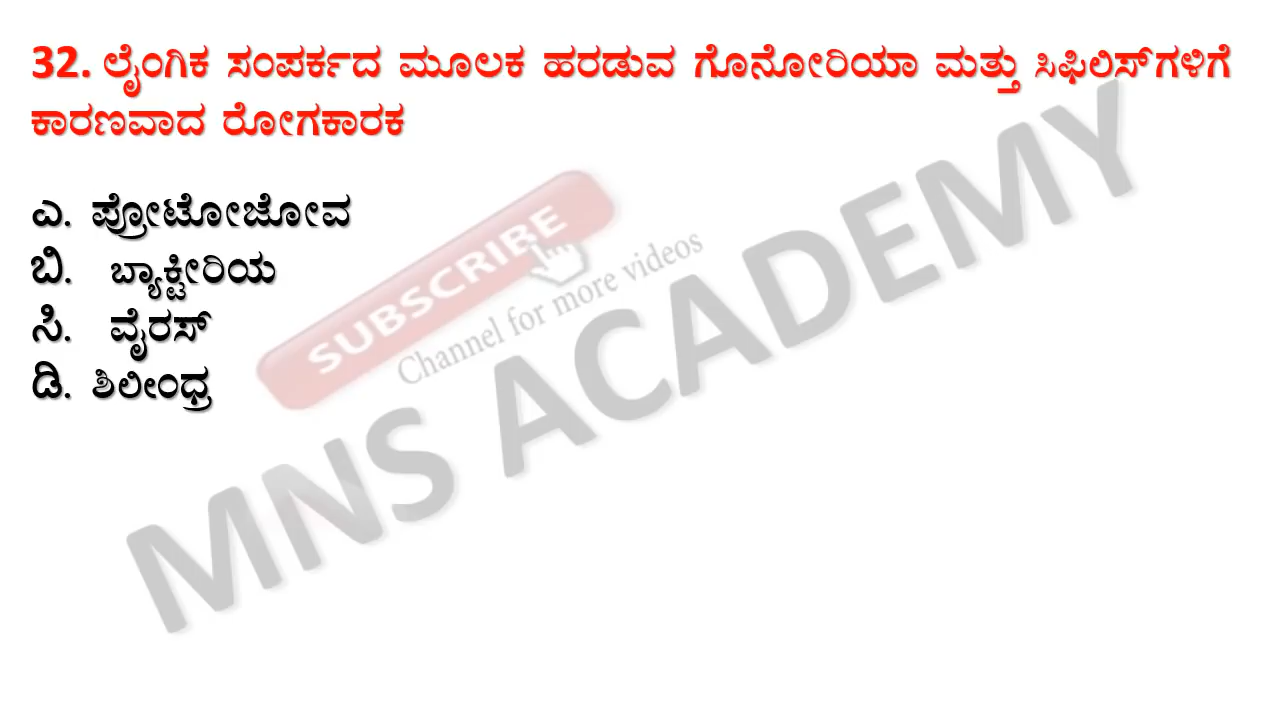 32. ಲೈಂಗಿಕ ಸಂಪರ್ಕದ ಮೂಲಕ ಹರಡುವ ಗೊನೋರಿಯಾ ಮತ್ತು ಸಿಫಿಲಿಸ್‌ಗಳಿಗೆ
ಕಾರಣವಾದ ರೋಗಕಾರಕ
ಎ. ಪ್ರೋಟೋಜೋವ
ಬಿ. ಬ್ಯಾಕ್ಟೀರಿಯ
ಸಿ. ವೈರಸ್
ಡಿ. ಶಿಲೀಂಧ್ರ
SUBSCRIBE
Channel for more videos
MNS ACADEMY